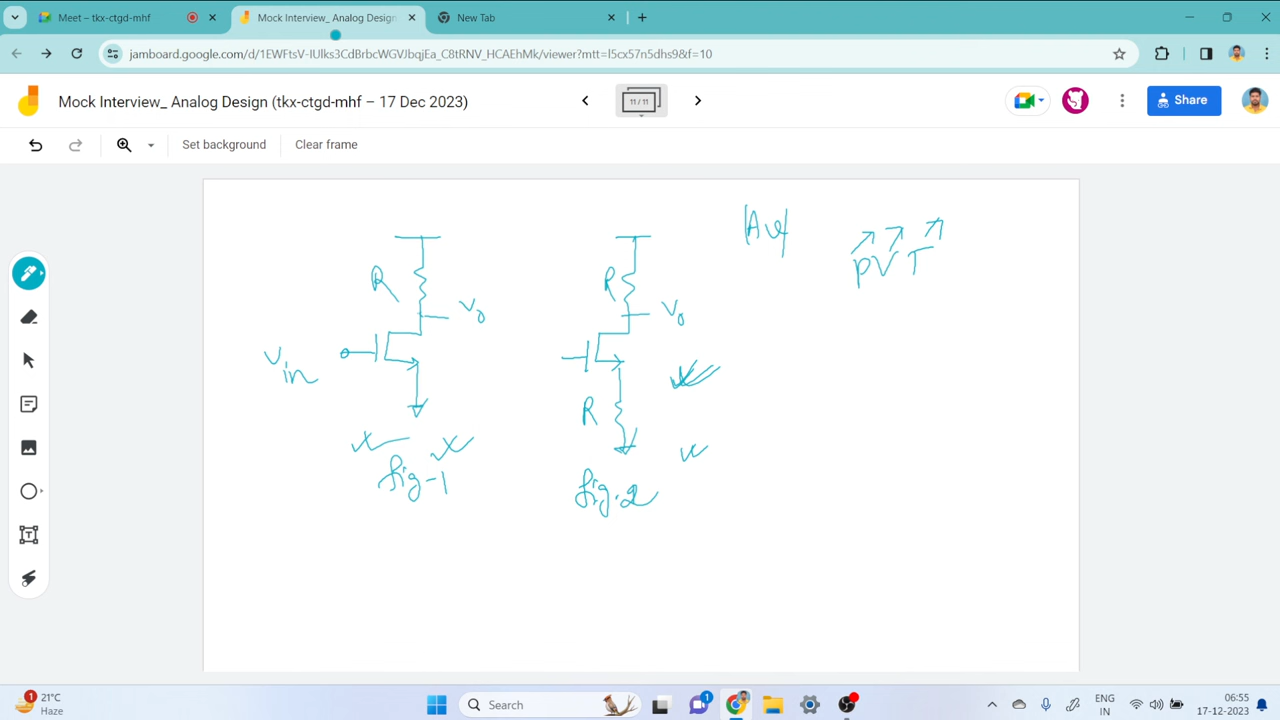 Meet – tkx-ctgd-mhf
Mock Interview_ Analog Design
New Tab
jamboard.google.com/d/1EWFtsV-IUlks3CdBrbcWGVJbqjEa_C8tRNV_HCAEhMk/viewer?mtt=l5cx57n5dhs9&f=10
Mock Interview_ Analog Design (tkx-ctgd-mhf – 17 Dec 2023)
11 / 11
Share
Set background
Clear frame
|Av|
P V T
R
R
Vo
Vo
Vin
R
fig-1
fig.2
21°C
Haze
Search
1
1
ENG
IN
06:55
17-12-2023